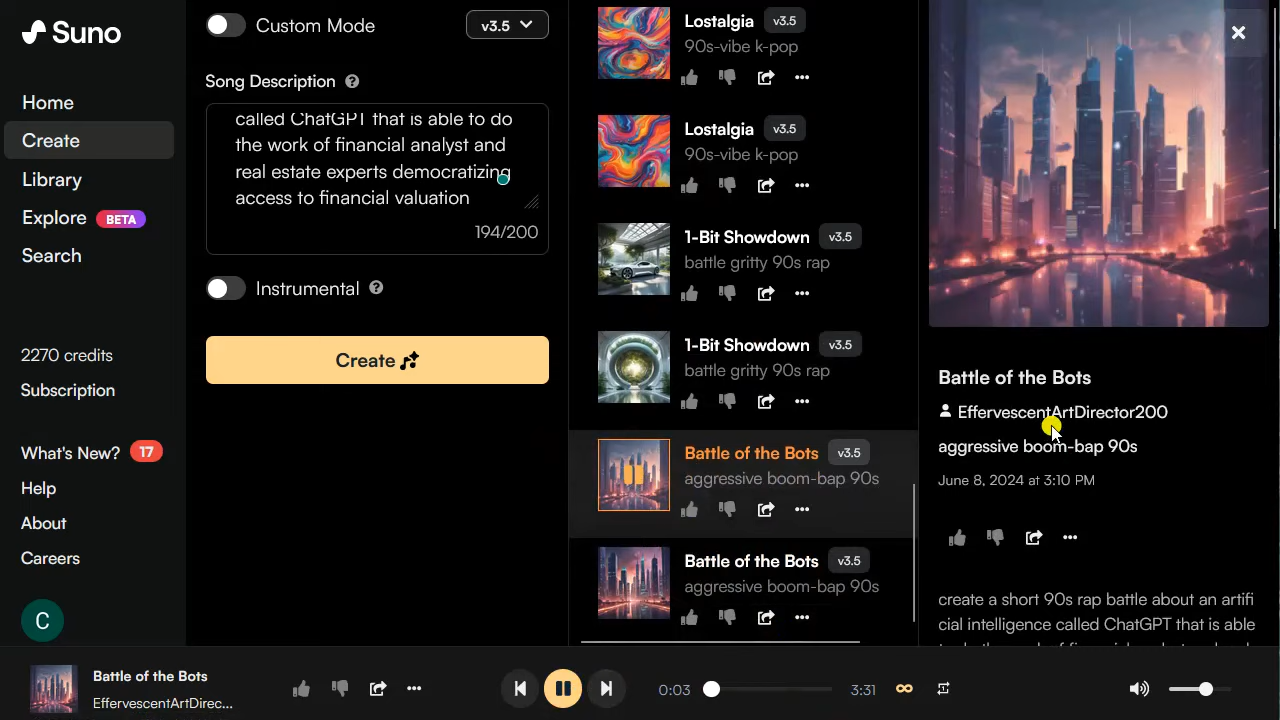 Suno
Home
Create
Library
Explore BETA
Search
2270 credits
Subscription
What's New? 17
Help
About
Careers
C
Custom Mode
v3.5
Song Description
called ChatGPT that is able to do
the work of financial analyst and
real estate experts democratizing
access to financial valuation
194/200
Instrumental
Create
Lostalgia v3.5
90s-vibe k-pop
Lostalgia v3.5
90s-vibe k-pop
1-Bit Showdown v3.5
battle gritty 90s rap
1-Bit Showdown v3.5
battle gritty 90s rap
Battle of the Bots v3.5
aggressive boom-bap 90s
Battle of the Bots v3.5
aggressive boom-bap 90s
Battle of the Bots
EffervescentArtDirector200
aggressive boom-bap 90s
June 8, 2024 at 3:10 PM
create a short 90s rap battle about an artifi
cial intelligence called ChatGPT that is able
Battle of the Bots
EffervescentArtDirec...
0:03
3:31